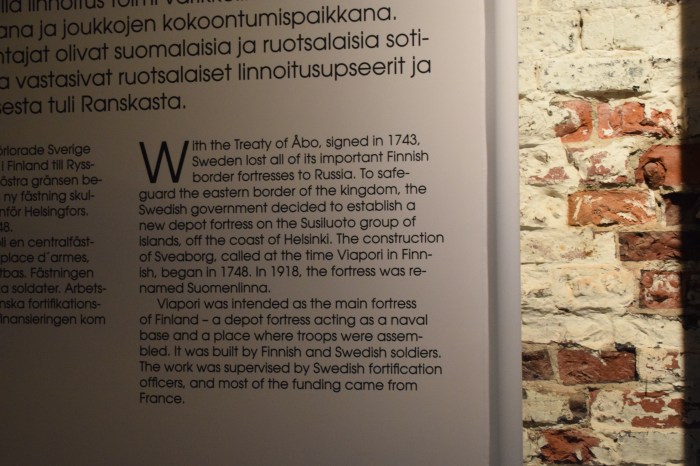 linnoitus toimi
ana ja joukkojen kokoontumispaikkana.
ntajat olivat suomalaisia ja ruotsalaisia soti-
a vastasivat ruotsalaiset linnoitusupseerit ja
sesta tuli Ranskasta.
örlorade Sverige
i Finland till Ryss-
östra gränsen be-
ny fästning skul-
nför Helsingfors.
48.
oli en centralfäst-
place d´armes,
tbas. Fästningen
a soldater. Arbets-
nska fortifikations-
finansieringen kom
With the Treaty of Åbo, signed in 1743,
Sweden lost all of its important Finnish
border fortresses to Russia. To safe-
guard the eastern border of the kingdom, the
Swedish government decided to establish a
new depot fortress on the Susiluoto group of
islands, off the coast of Helsinki. The construction
of Sveaborg, called at the time Viapori in Finn-
ish, began in 1748. In 1918, the fortress was re-
named Suomenlinna.
Viapori was intended as the main fortress
of Finland – a depot fortress acting as a naval
base and a place where troops were assem-
bled. It was built by Finnish and Swedish soldiers.
The work was supervised by Swedish fortification
officers, and most of the funding came from
France.